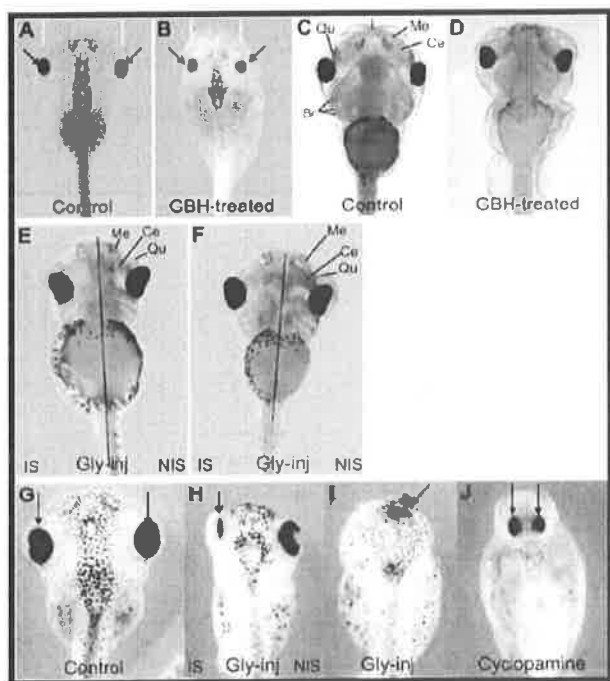 A
B
C
D
Qu
Me
Ce
Br
Control
GBH-treated
Control
GBH-treated
E
F
Me
Ce
Qu
Me
Ce
Qu
IS
Gly-inj
NIS
IS
Gly-inj
NIS
G
H
I
J
Control
IS
Gly-inj
NIS
Gly-inj
Cyclopamine